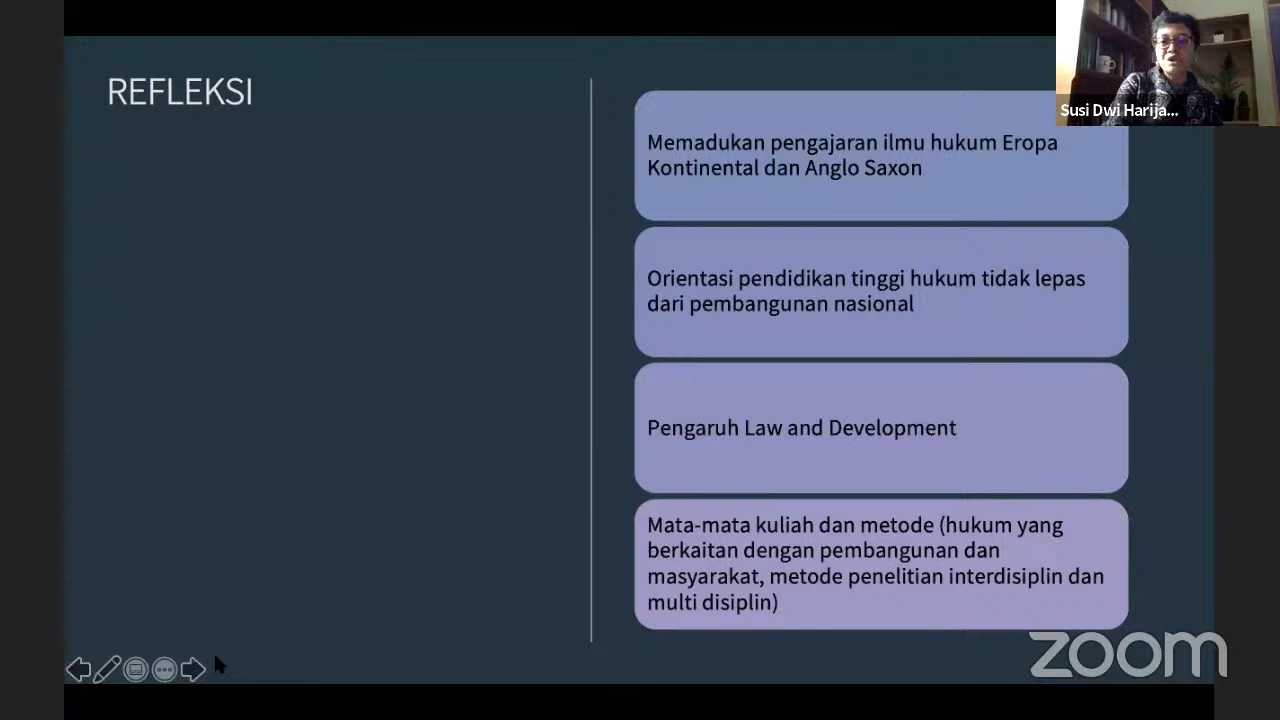 REFLEKSI
Susi Dwi Harija...
Memadukan pengajaran ilmu hukum Eropa
Kontinental dan Anglo Saxon
Orientasi pendidikan tinggi hukum tidak lepas
dari pembangunan nasional
Pengaruh Law and Development
Mata-mata kuliah dan metode (hukum yang
berkaitan dengan pembangunan dan
masyarakat, metode penelitian interdisiplin dan
multi disiplin)
zoom